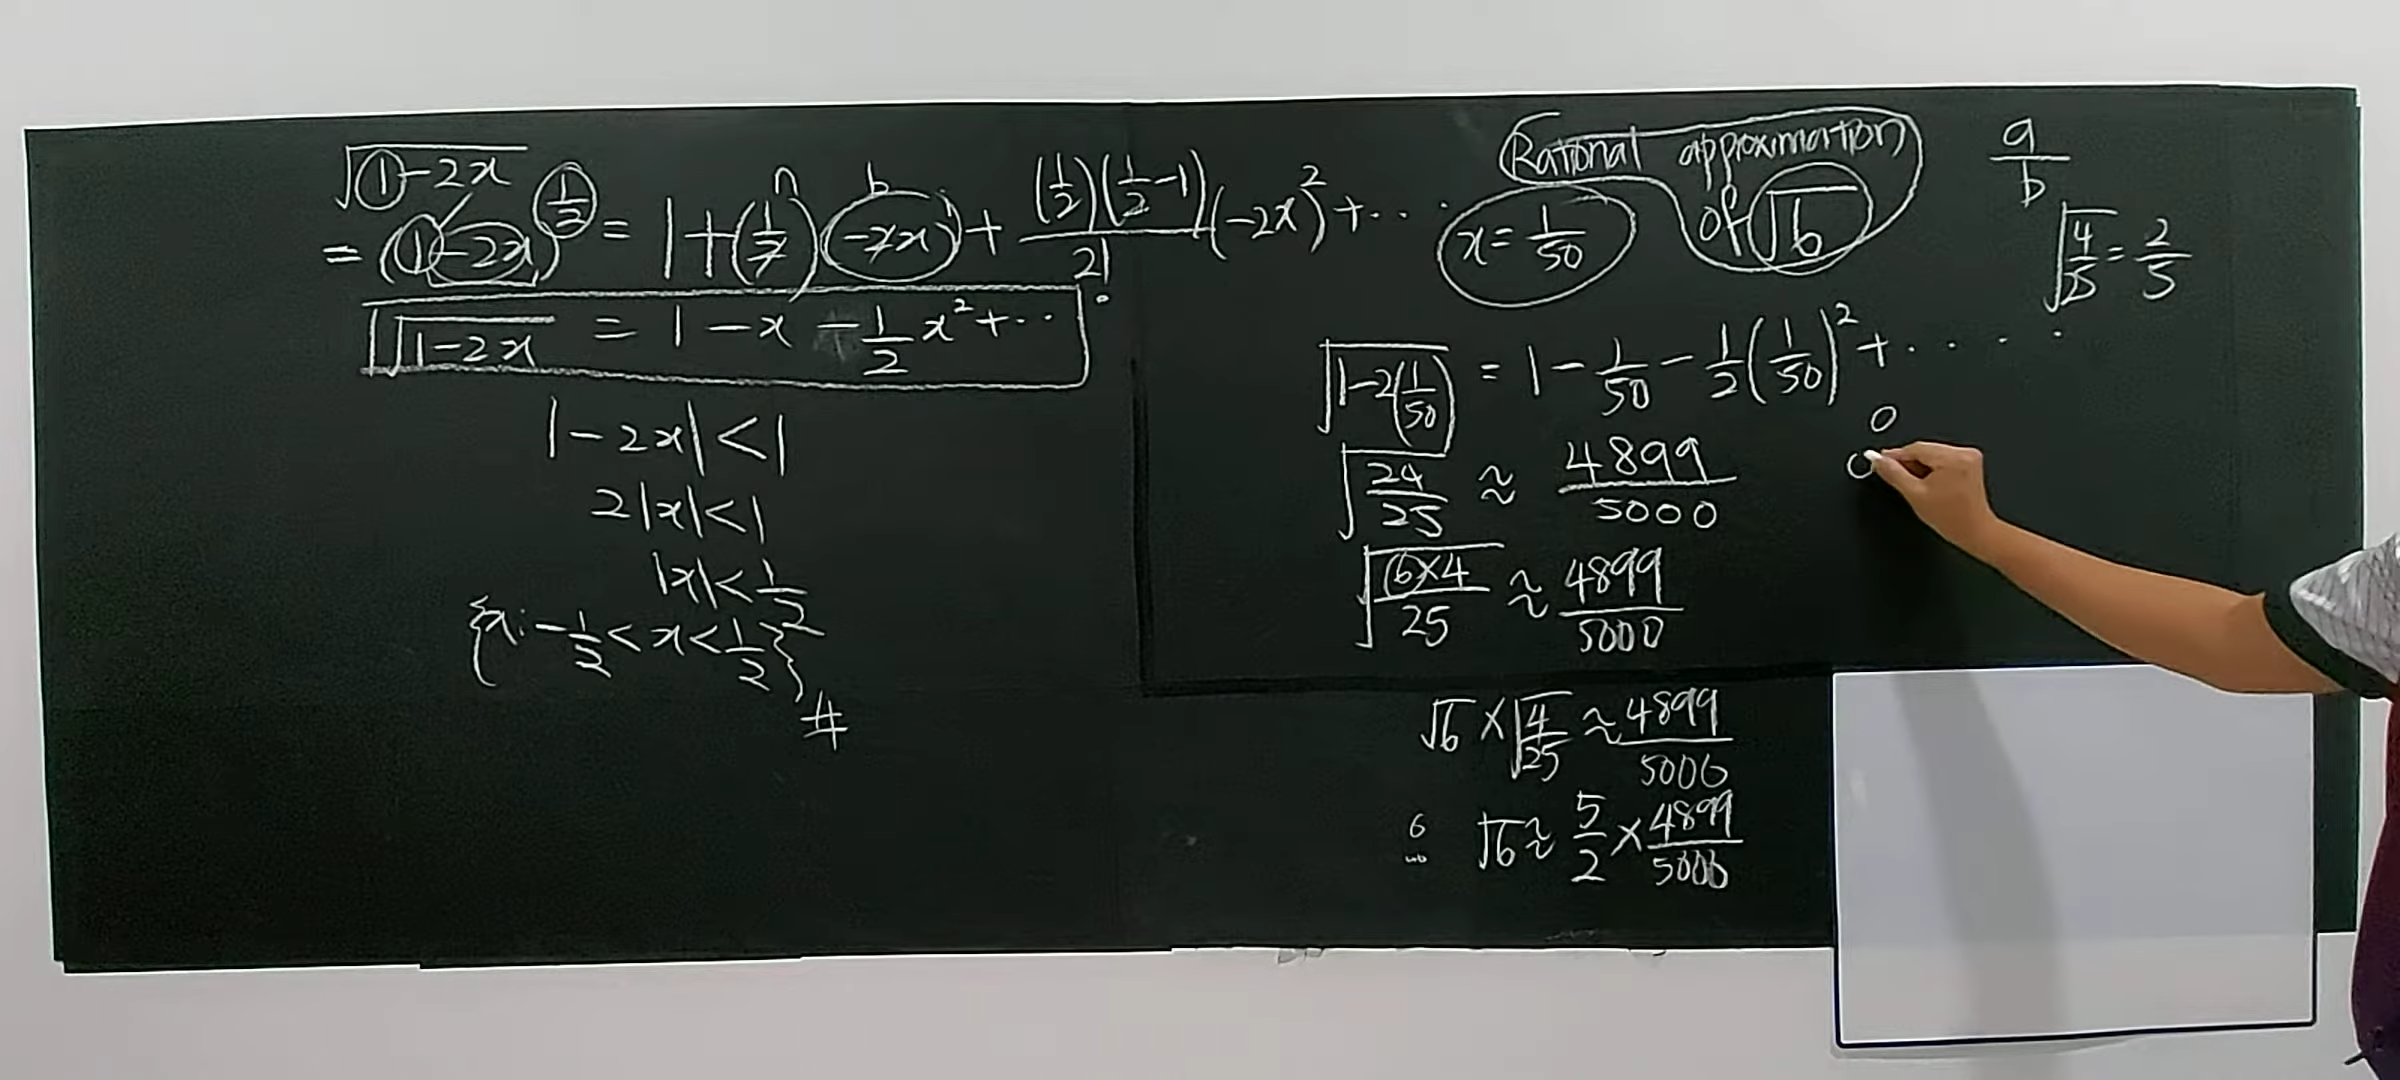 √(1-2x)
= (1-2x)^(1/2) = 1+(1/2)(-2x)+ ((1/2)(1/2-1)/2!)(-2x)^2+...
n b
√(1-2x) = 1-x-1/2 x^2+...
|-2x|<1
2|x|<1
|x|<1/2
{x: -1/2<x<1/2} #
Rational approximation
of √6
x=1/50
a/b
√(4/25)=2/5
√(1-2(1/50)) = 1-1/50-1/2(1/50)^2+.....
√(24/25) ≈ 4899/5000
√((6×4)/25) ≈ 4899/5000
√6 × √(4/25) ≈ 4899/5000
√6 ≈ 5/2 × 4899/5000